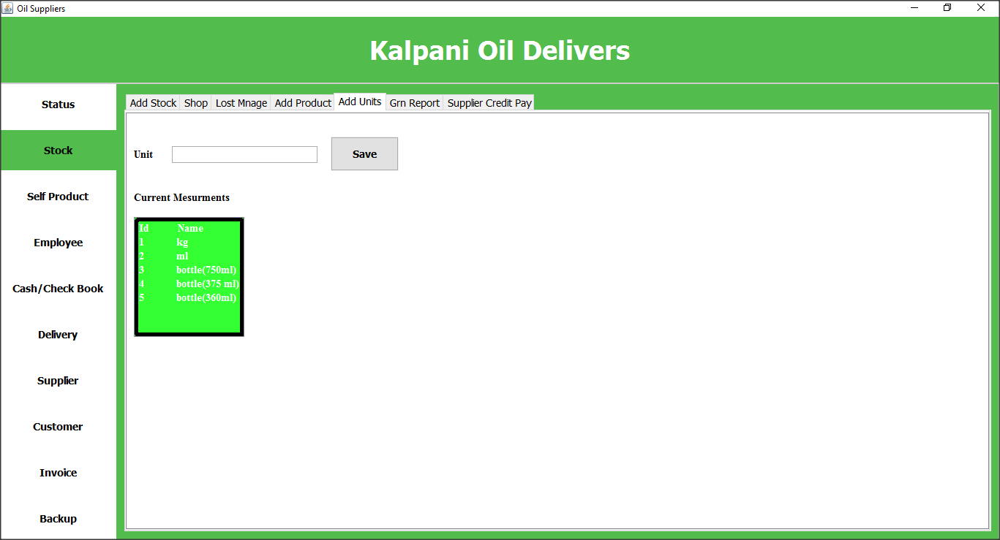 Oil Suppliers
Kalpani Oil Delivers
Status
Stock
Self Product
Employee
Cash/Check Book
Delivery
Supplier
Customer
Invoice
Backup
Add Stock Shop Lost Mnage Add Product Add Units Grn Report Supplier Credit Pay
Unit Save
Current Mesurments
Id Name
1 kg
2 ml
3 bottle(750ml)
4 bottle(375 ml)
5 bottle(360ml)